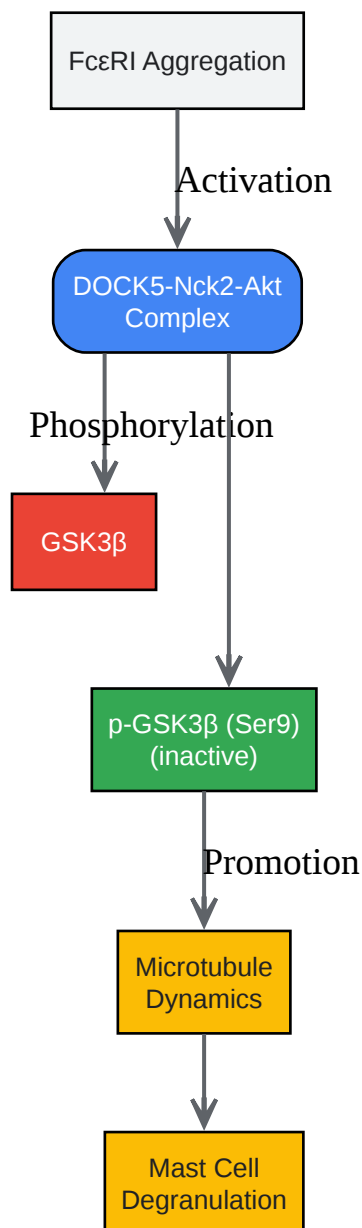 FcεRI Aggregation
Activation
DOCK5-Nck2-Akt
Complex
Phosphorylation
GSK3β
p-GSK3β (Ser9)
(inactive)
Promotion
Microtubule
Dynamics
Mast Cell
Degranulation